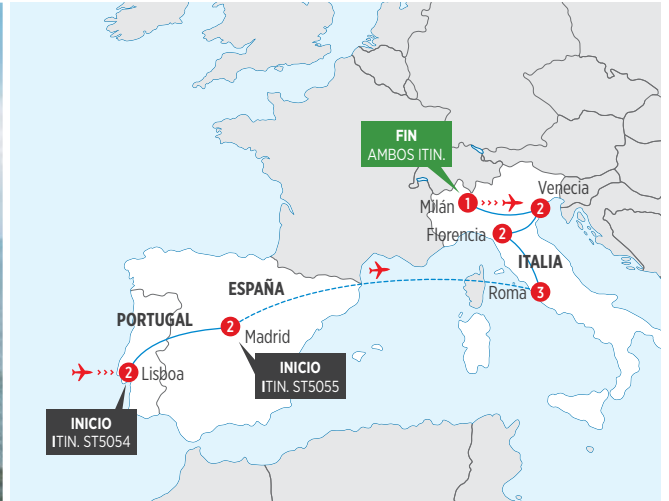 FIN
AMBOS ITIN.
Milán
1
Venecia
2
Florencia
2
ITALIA
ESPAÑA
Roma
3
PORTUGAL
2
Madrid
2
Lisboa
INICIO
ITIN. ST5055
INICIO
ITIN. ST5054